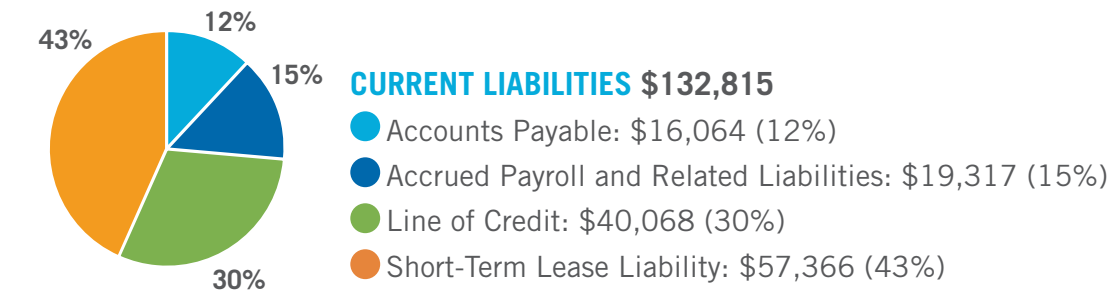 12%
43%
15%
CURRENT LIABILITIES $132,815
Accounts Payable: $16,064 (12%)
Accrued Payroll and Related Liabilities: $19,317 (15%)
Line of Credit: $40,068 (30%)
Short-Term Lease Liability: $57,366 (43%)
30%